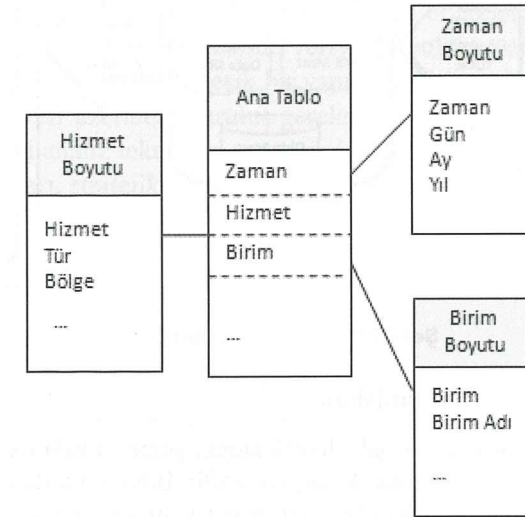 Hizmet
Boyutu
Hizmet
Tür
Bölge
...
Ana Tablo
Zaman
Hizmet
Birim
...
Zaman
Boyutu
Zaman
Gün
Ay
Yıl
Birim
Boyutu
Birim
Birim Adı
...